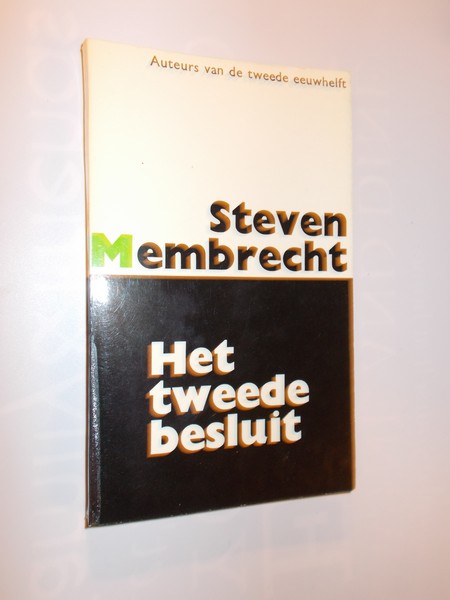 Auteurs van de tweede eeuwhelft
Steven
Membrecht
Het
tweede
besluit